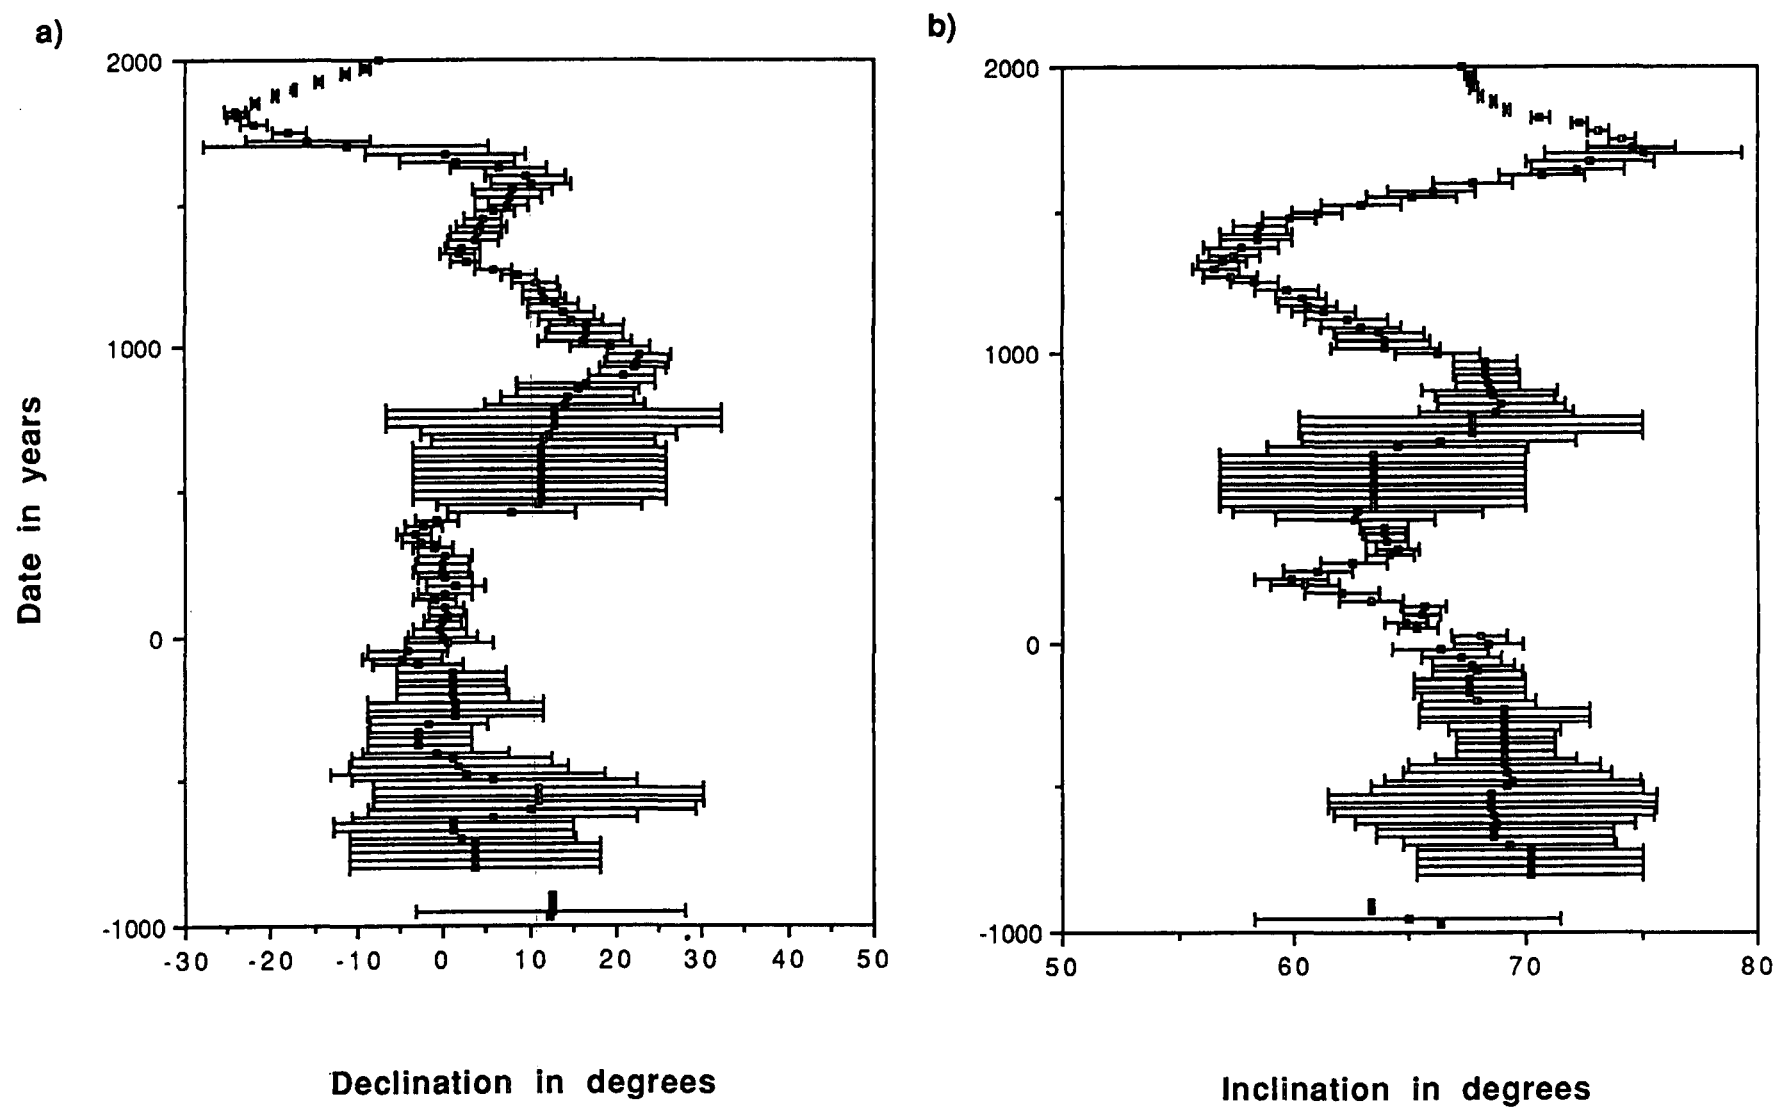 a)
2000
1000
0
-1000
-30 -20 -10 0 10 20 30 40 50
Date in years
Declination in degrees
b)
2000
1000
0
-1000
50 60 70 80
Inclination in degrees